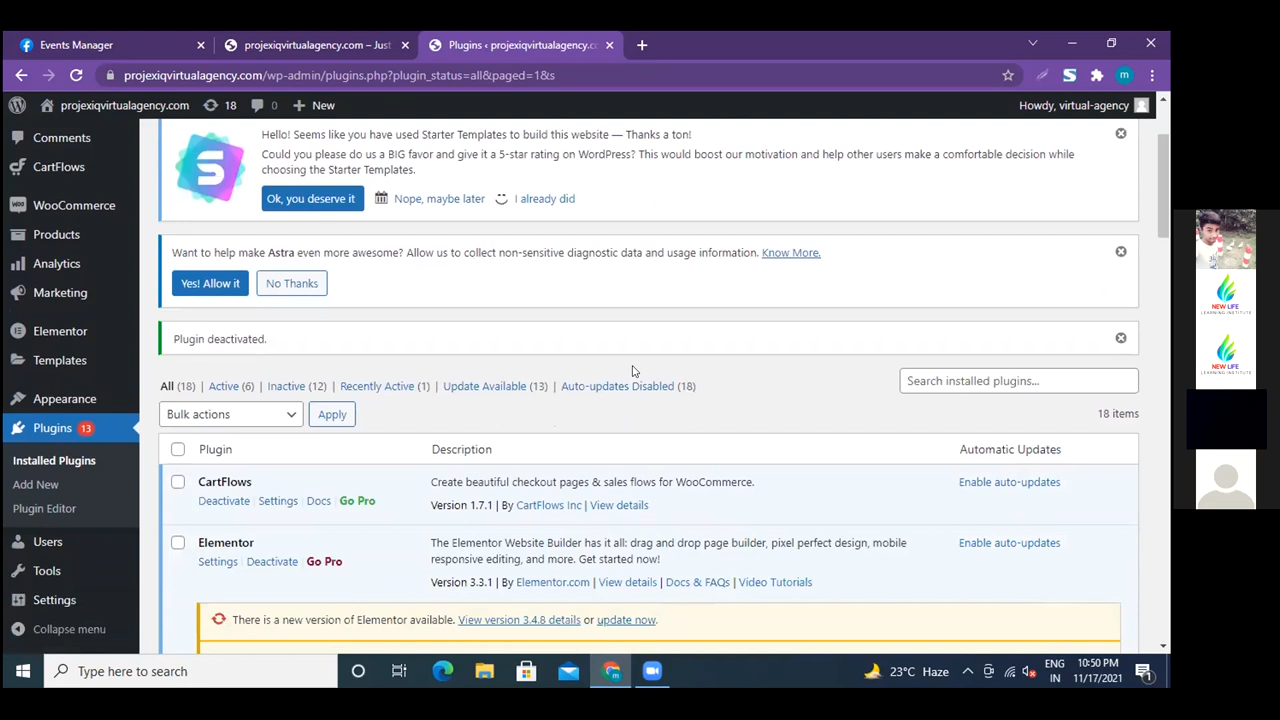 Events Manager
projexiqvirtualagency.com – Just
Plugins ‹ projexiqvirtualagency.co
projexiqvirtualagency.com/wp-admin/plugins.php?plugin_status=all&paged=1&s
m
projexiqvirtualagency.com
18
0
New
Howdy, virtual-agency
Comments
CartFlows
WooCommerce
Products
Analytics
Marketing
Elementor
Templates
Appearance
Plugins 13
Installed Plugins
Add New
Plugin Editor
Users
Tools
Settings
Collapse menu
Hello! Seems like you have used Starter Templates to build this website — Thanks a ton!
Could you please do us a BIG favor and give it a 5-star rating on WordPress? This would boost our motivation and help other users make a comfortable decision while
choosing the Starter Templates.
Ok, you deserve it
Nope, maybe later
I already did
Want to help make Astra even more awesome? Allow us to collect non-sensitive diagnostic data and usage information. Know More.
Yes! Allow it
No Thanks
Plugin deactivated.
All (18) | Active (6) | Inactive (12) | Recently Active (1) | Update Available (13) | Auto-updates Disabled (18)
Search installed plugins...
Bulk actions
Apply
18 items
Plugin
Description
Automatic Updates
CartFlows
Deactivate | Settings | Docs | Go Pro
Create beautiful checkout pages & sales flows for WooCommerce.
Version 1.7.1 | By CartFlows Inc | View details
Enable auto-updates
Elementor
Settings | Deactivate | Go Pro
The Elementor Website Builder has it all: drag and drop page builder, pixel perfect design, mobile
responsive editing, and more. Get started now!
Version 3.3.1 | By Elementor.com | View details | Docs & FAQs | Video Tutorials
Enable auto-updates
There is a new version of Elementor available. View version 3.4.8 details or update now.
NEW LIFE
LEARNING INSTITUTE
NEW LIFE
LEARNING INSTITUTE
Type here to search
23°C Haze
ENG
IN
10:50 PM
11/17/2021
1